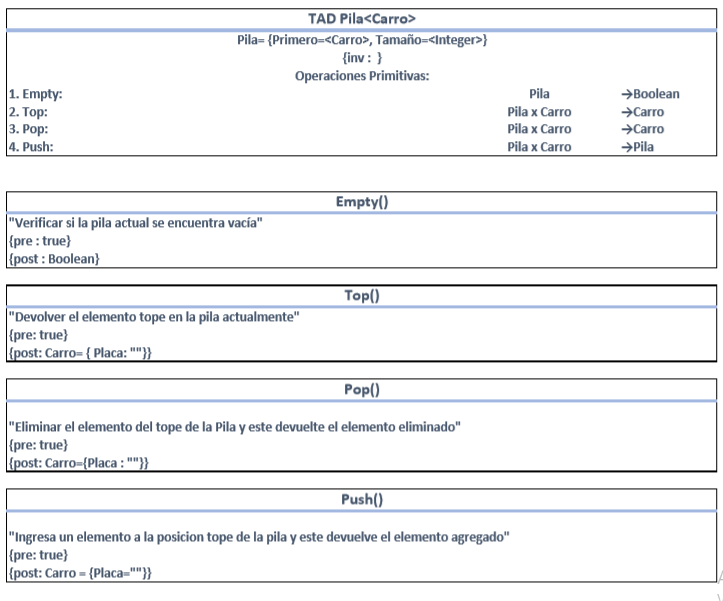 TAD Pila<Carro>
Pila= {Primero=<Carro>, Tamaño=<Integer>}
{inv : }
Operaciones Primitivas:
1. Empty: Pila →Boolean
2. Top: Pila x Carro →Carro
3. Pop: Pila x Carro →Carro
4. Push: Pila x Carro →Pila
Empty()
"Verificar si la pila actual se encuentra vacía"
{pre : true}
{post : Boolean}
Top()
"Devolver el elemento tope en la pila actualmente"
{pre: true}
{post: Carro= { Placa: ""}}
Pop()
"Eliminar el elemento del tope de la Pila y este devuelte el elemento eliminado"
{pre: true}
{post: Carro={Placa : ""}}
Push()
"Ingresa un elemento a la posicion tope de la pila y este devuelve el elemento agregado"
{pre: true}
{post: Carro = {Placa=""}}